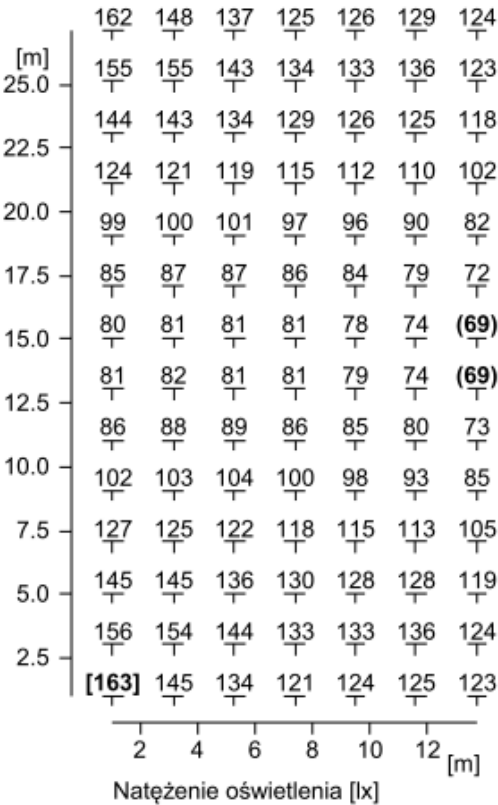 162 148 137 125 126 129 124
[m]
155 155 143 134 133 136 123
25.0
144 143 134 129 126 125 118
22.5
124 121 119 115 112 110 102
20.0
99 100 101 97 96 90 82
17.5
85 87 87 86 84 79 72
80 81 81 81 78 74 (69)
15.0
81 82 81 81 79 74 (69)
12.5
86 88 89 86 85 80 73
10.0
102 103 104 100 98 93 85
7.5
127 125 122 118 115 113 105
145 145 136 130 128 128 119
5.0
156 154 144 133 133 136 124
2.5
[163] 145 134 121 124 125 123
2 4 6 8 10 12 [m]
Natężenie oświetlenia [lx]